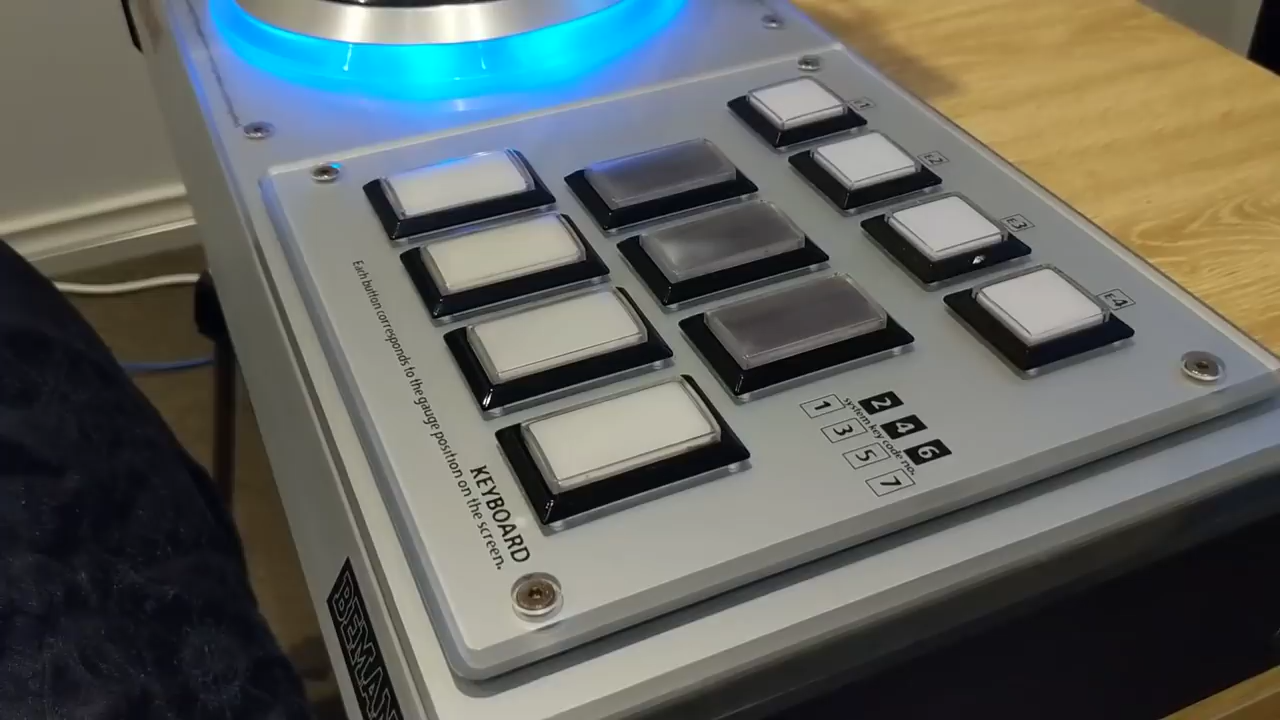 E2
E3
E4
Each button corresponds to the gauge position on the screen.
KEYBOARD
2 4 6
system key code no.
1 3 5 7
BEMANI